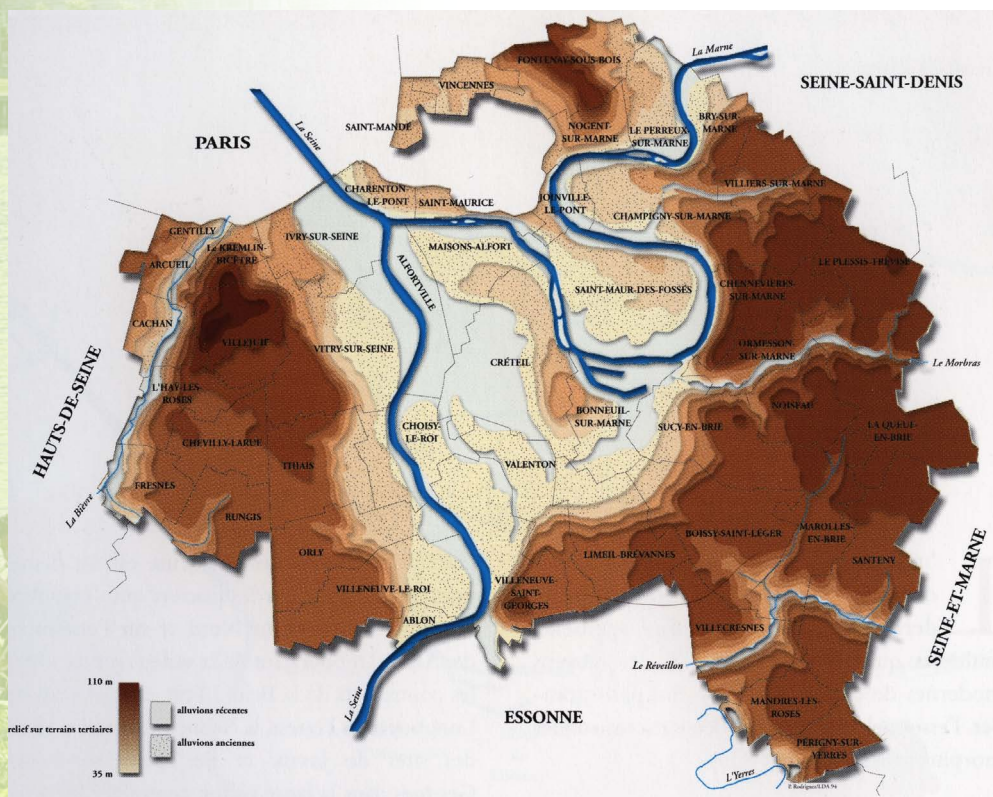 La Marne
SEINE-SAINT-DENIS
FONTENAY-SOUS-BOIS
VINCENNES
La Seine
PARIS
SAINT-MANDE
NOGENT-
SUR-MARNE
LE PERREUX-
SUR-MARNE
BRY-SUR-
MARNE
VILLIERS-SUR-MARNE
CHARENTON-
LE-PONT
SAINT-MAURICE
JOINVILLE-
LE-PONT
CHAMPIGNY-SUR-MARNE
GENTILLY
Le KREMLIN-
BICÊTRE
IVRY-SUR-SEINE
MAISONS-ALFORT
ARCUEIL
ALFORTVILLE
SAINT-MAUR-DES-FOSSÉS
CHENNEVIÈRES-
SUR-MARNE
CACHAN
VILLEJUIF
VITRY-SUR-SEINE
CRÉTEIL
ORMESSON-
SUR-MARNE
Le Morbras
HAUTS-DE-SEINE
L'HAY-LES-
ROSES
BONNEUIL-
SUR-MARNE
NOISEAU
SUCY-EN-BRIE
LA QUEUE-
EN-BRIE
CHEVILLY-LARUE
THIAIS
CHOISY-
LE-ROI
VALENTON
La Bièvre
FRESNES
RUNGIS
ORLY
LIMEIL-BRÉVANNES
BOISSY-SAINT-LÉGER
MAROLLES-
EN-BRIE
SANTENY
SEINE-ET-MARNE
VILLENEUVE-LE-ROI
VILLENEUVE-
SAINT-
GEORGES
ABLON
VILLECRESNES
Le Réveillon
MANDRES-LES-
ROSES
PÉRIGNY-SUR-
YERRES
L'Yerres
La Seine
ESSONNE
110 m
relief sur terrains tertiaires
35 m
alluvions récentes
alluvions anciennes
P. Rodriguez/LDA 94